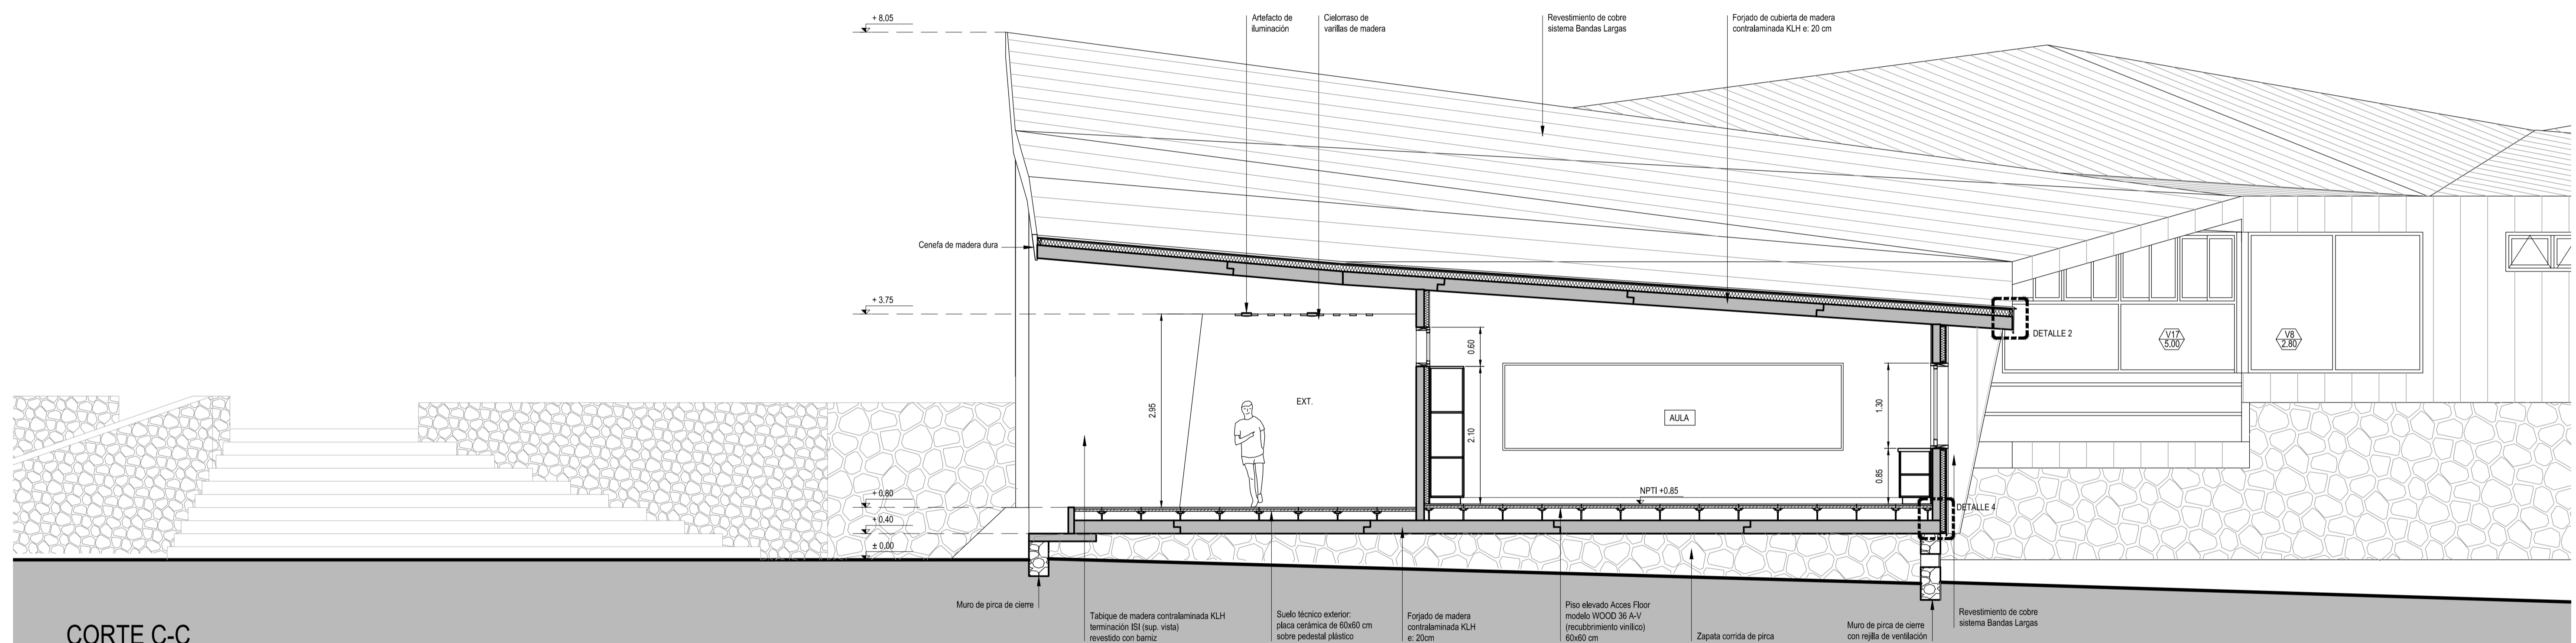 + 8.05
Artefacto de
iluminación
Cielorraso de
varillas de madera
Revestimiento de cobre
sistema Bandas Largas
Forjado de cubierta de madera
contralaminada KLH e: 20 cm
Cenefa de madera dura
+ 3.75
DETALLE 2
V17
5.00
V8
2.80
0.60
2.95
EXT.
2.10
AULA
1.30
0.85
NPTI +0.85
+ 0.80
+ 0.40
± 0.00
DETALLE 4
Muro de pirca de cierre
Tabique de madera contralaminada KLH
terminación ISI (sup. vista)
revestido con barniz
Suelo técnico exterior:
placa cerámica de 60x60 cm
sobre pedestal plástico
Forjado de madera
contralaminada KLH
e: 20cm
Piso elevado Acces Floor
modelo WOOD 36 A-V
(recubbrimiento vinílico)
60x60 cm
Zapata corrida de pirca
Muro de pirca de cierre
con rejilla de ventilación
Revestimiento de cobre
sistema Bandas Largas
CORTE C-C